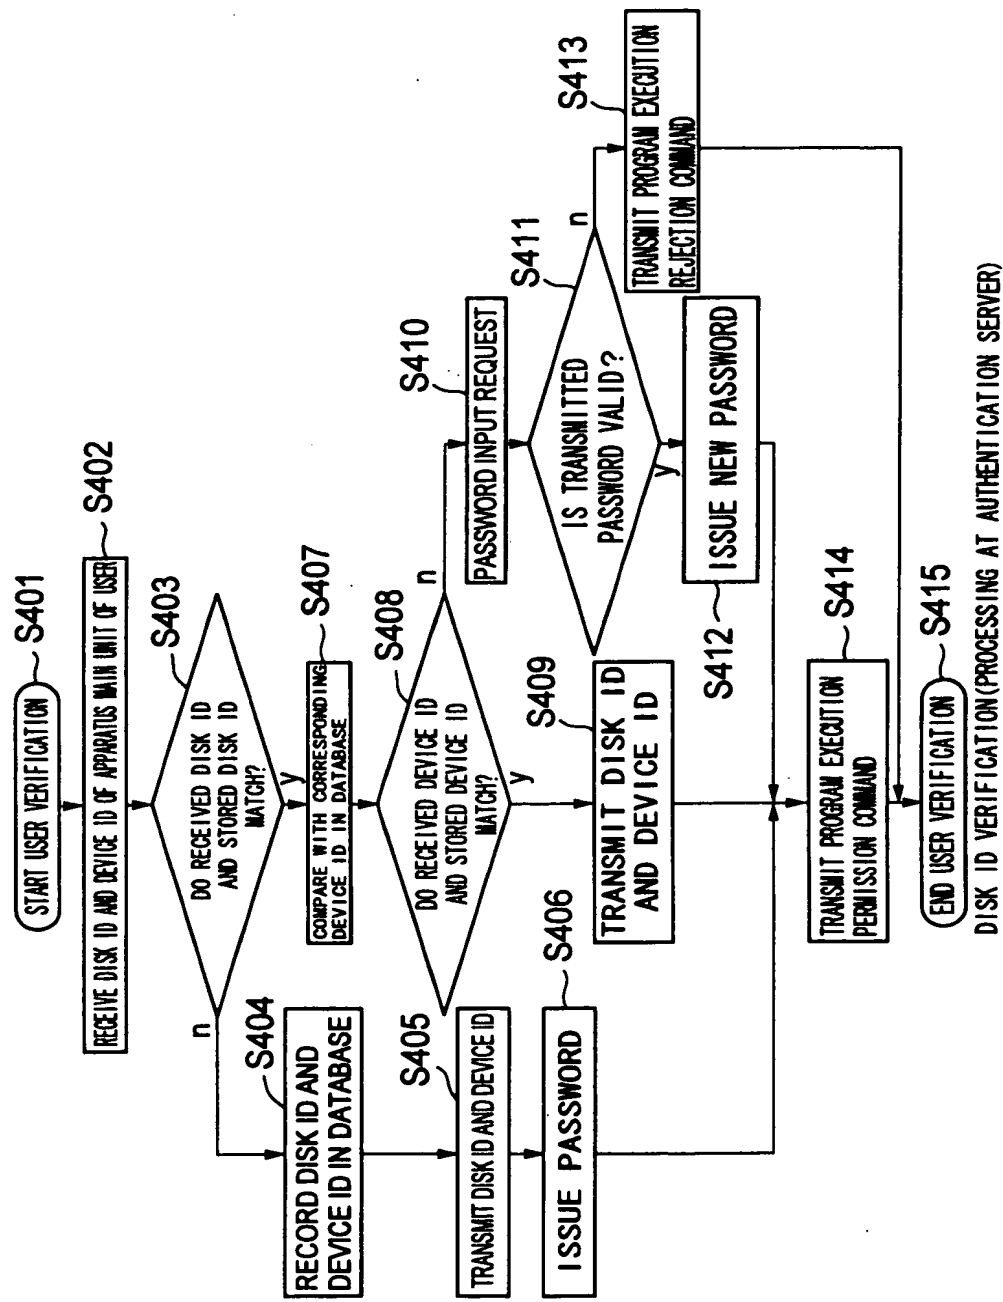 START USER VERIFICATION
S401
RECEIVE DISK ID AND DEVICE ID OF APPARATUS MAIN UNIT OF USER
S402
DO RECEIVED DISK ID
AND STORED DISK ID
MATCH?
S403
n
y
RECORD DISK ID AND
DEVICE ID IN DATABASE
S404
TRANSMIT DISK ID AND DEVICE ID
S405
ISSUE PASSWORD
S406
COMPARE WITH CORRESPONDING
DEVICE ID IN DATABASE
S407
DO RECEIVED DEVICE ID
AND STORED DEVICE ID
MATCH?
S408
n
y
TRANSMIT DISK ID
AND DEVICE ID
S409
PASSWORD INPUT REQUEST
S410
IS TRANSMITTED
PASSWORD VALID?
S411
n
y
ISSUE NEW PASSWORD
S412
TRANSMIT PROGRAM EXECUTION
REJECTION COMMAND
S413
TRANSMIT PROGRAM EXECUTION
PERMISSION COMMAND
S414
END USER VERIFICATION
S415
DISK ID VERIFICATION(PROCESSING AT AUTHENTICATION SERVER)